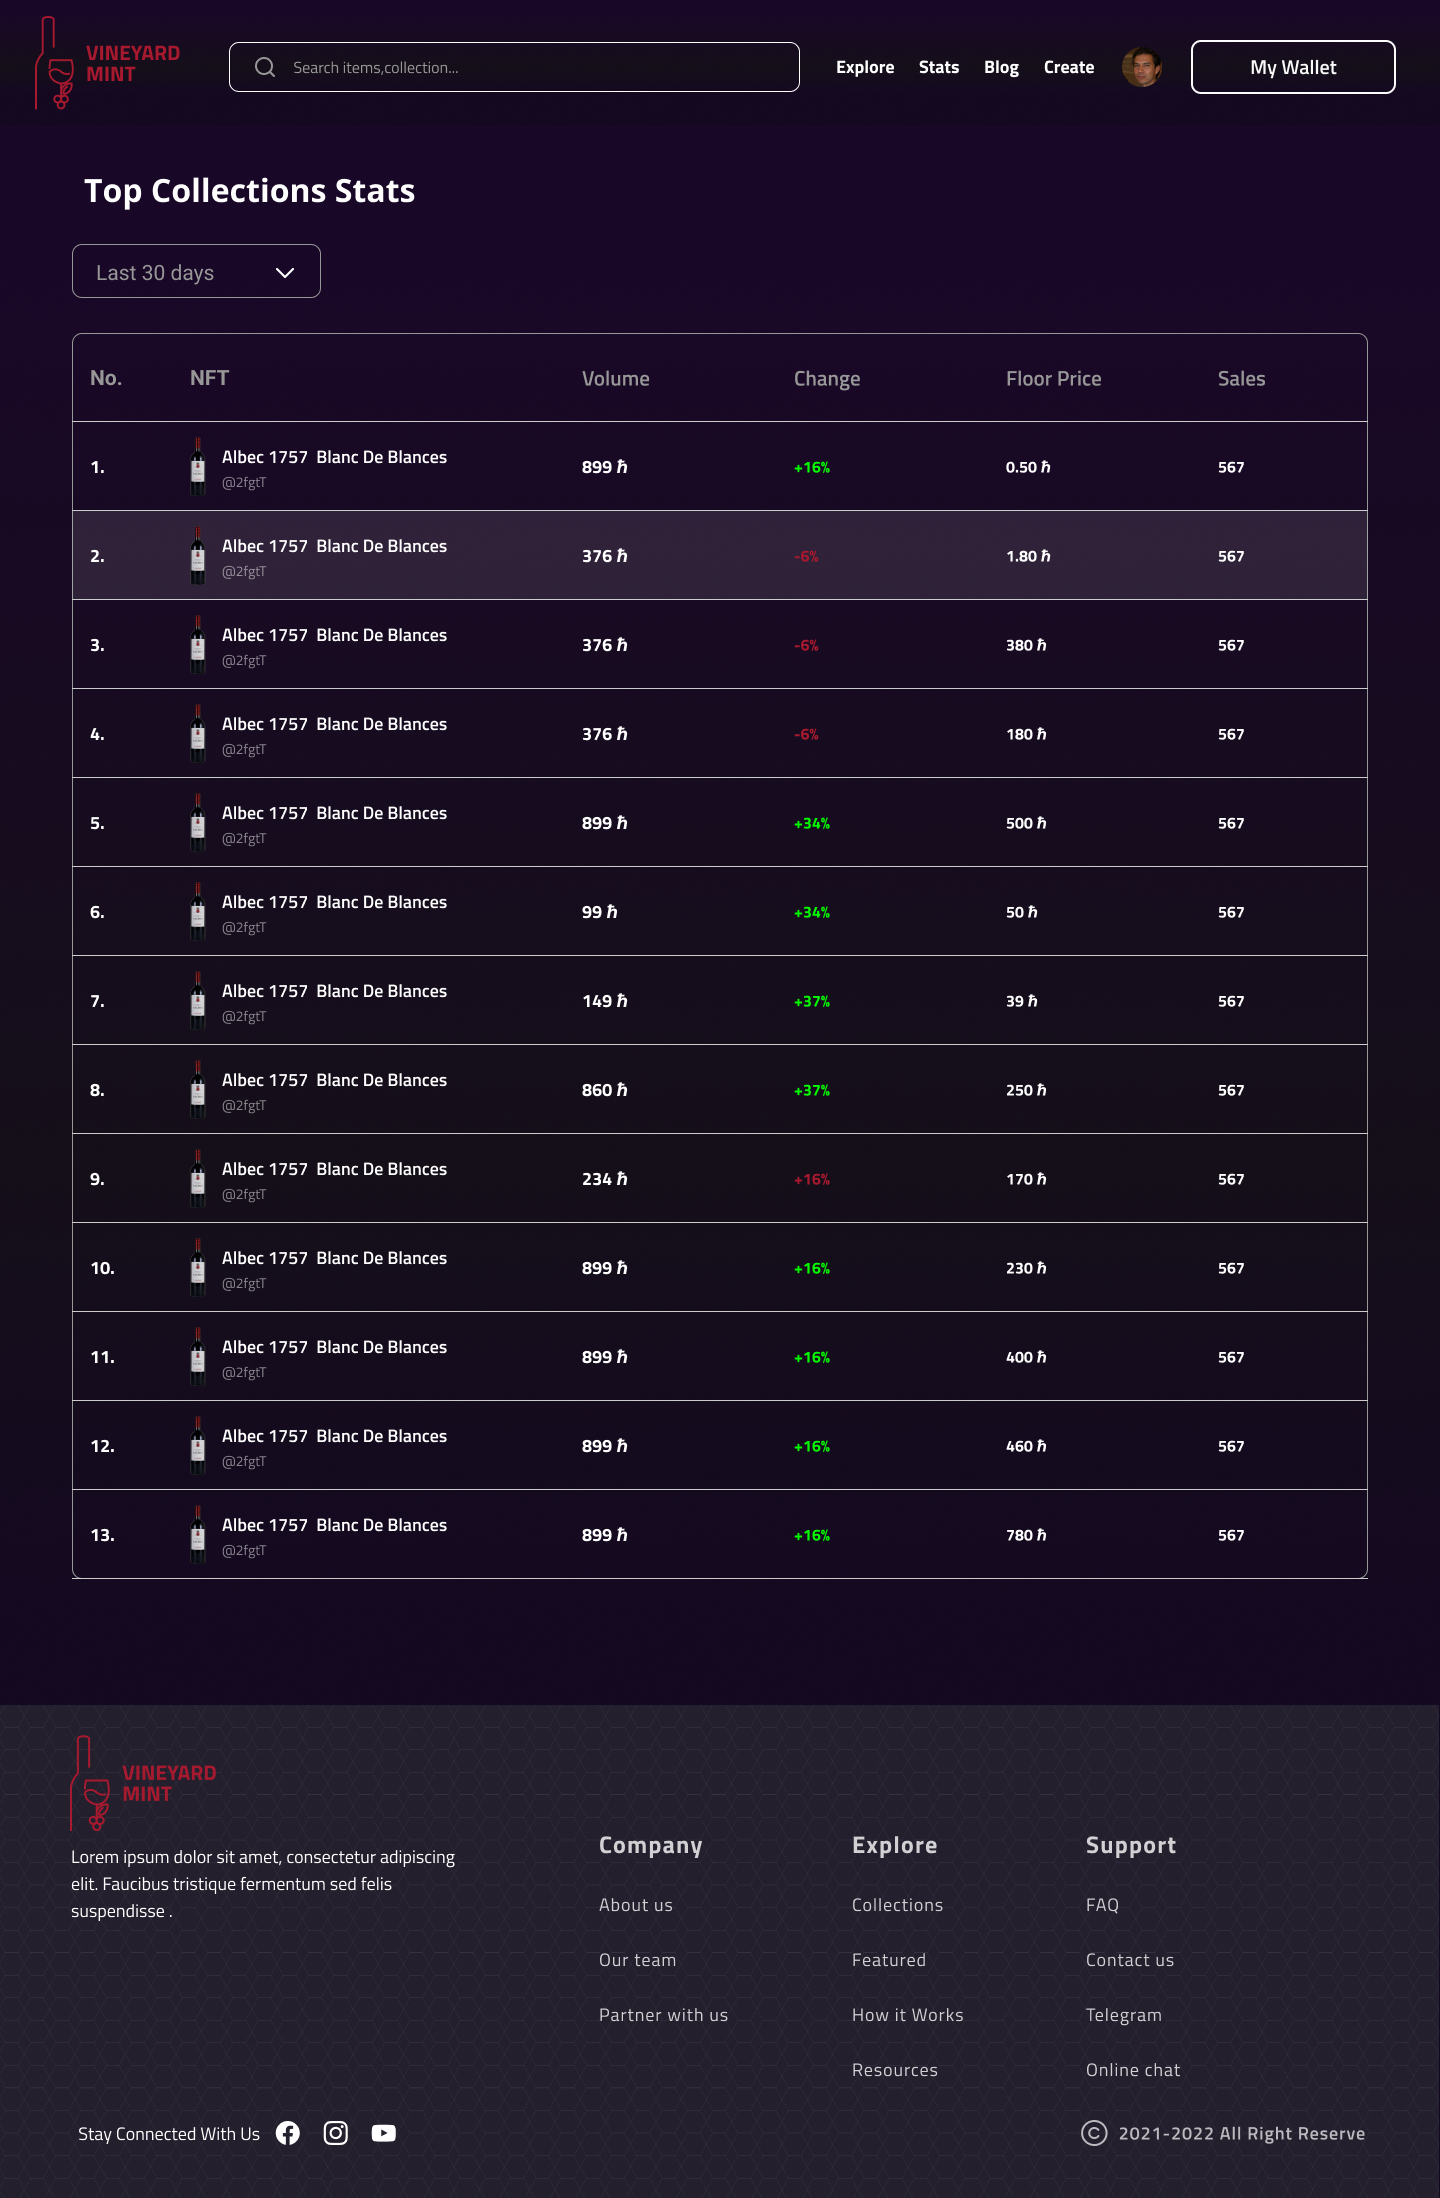 VINEYARD
MINT
Search items,collection...
Explore Stats Blog Create
My Wallet
Top Collections Stats
Last 30 days
No. NFT Volume Change Floor Price Sales
1. Albec 1757 Blanc De Blances 899 ℏ +16% 0.50 ℏ 567
@2fgtT
2. Albec 1757 Blanc De Blances 376 ℏ -6% 1.80 ℏ 567
@2fgtT
3. Albec 1757 Blanc De Blances 376 ℏ -6% 380 ℏ 567
@2fgtT
4. Albec 1757 Blanc De Blances 376 ℏ -6% 180 ℏ 567
@2fgtT
5. Albec 1757 Blanc De Blances 899 ℏ +34% 500 ℏ 567
@2fgtT
6. Albec 1757 Blanc De Blances 99 ℏ +34% 50 ℏ 567
@2fgtT
7. Albec 1757 Blanc De Blances 149 ℏ +37% 39 ℏ 567
@2fgtT
8. Albec 1757 Blanc De Blances 860 ℏ +37% 250 ℏ 567
@2fgtT
9. Albec 1757 Blanc De Blances 234 ℏ +16% 170 ℏ 567
@2fgtT
10. Albec 1757 Blanc De Blances 899 ℏ +16% 230 ℏ 567
@2fgtT
11. Albec 1757 Blanc De Blances 899 ℏ +16% 400 ℏ 567
@2fgtT
12. Albec 1757 Blanc De Blances 899 ℏ +16% 460 ℏ 567
@2fgtT
13. Albec 1757 Blanc De Blances 899 ℏ +16% 780 ℏ 567
@2fgtT
VINEYARD
MINT
Lorem ipsum dolor sit amet, consectetur adipiscing
elit. Faucibus tristique fermentum sed felis
suspendisse .
Company
About us
Our team
Partner with us
Explore
Collections
Featured
How it Works
Resources
Support
FAQ
Contact us
Telegram
Online chat
Stay Connected With Us
© 2021-2022 All Right Reserve